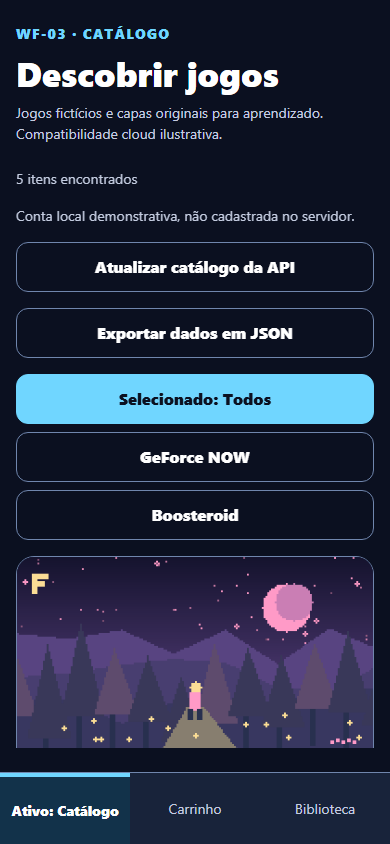 WF-03 • CATÁLOGO
Descobrir jogos
Jogos fictícios e capas originais para aprendizado.
Compatibilidade cloud ilustrativa.
5 itens encontrados
Conta local demonstrativa, não cadastrada no servidor.
Atualizar catálogo da API
Exportar dados em JSON
Selecionado: Todos
GeForce NOW
Boosteroid
F
Ativo: Catálogo
Carrinho
Biblioteca